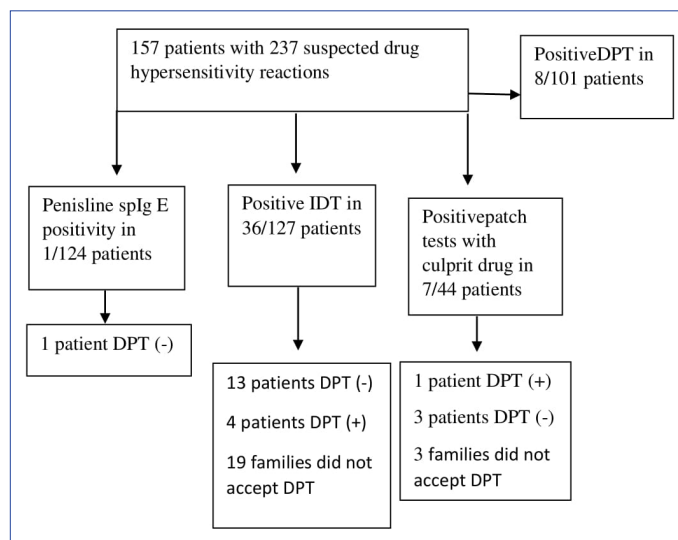 157 patients with 237 suspected drug
hypersensitivity reactions
PositiveDPT in
8/101 patients
Penisline spIg E
positivity in
1/124 patients
Positive IDT in
36/127 patients
Positivepatch
tests with
culprit drug in
7/44 patients
1 patient DPT (-)
13 patients DPT (-)
4 patients DPT (+)
19 families did not
accept DPT
1 patient DPT (+)
3 patients DPT (-)
3 families did not
accept DPT